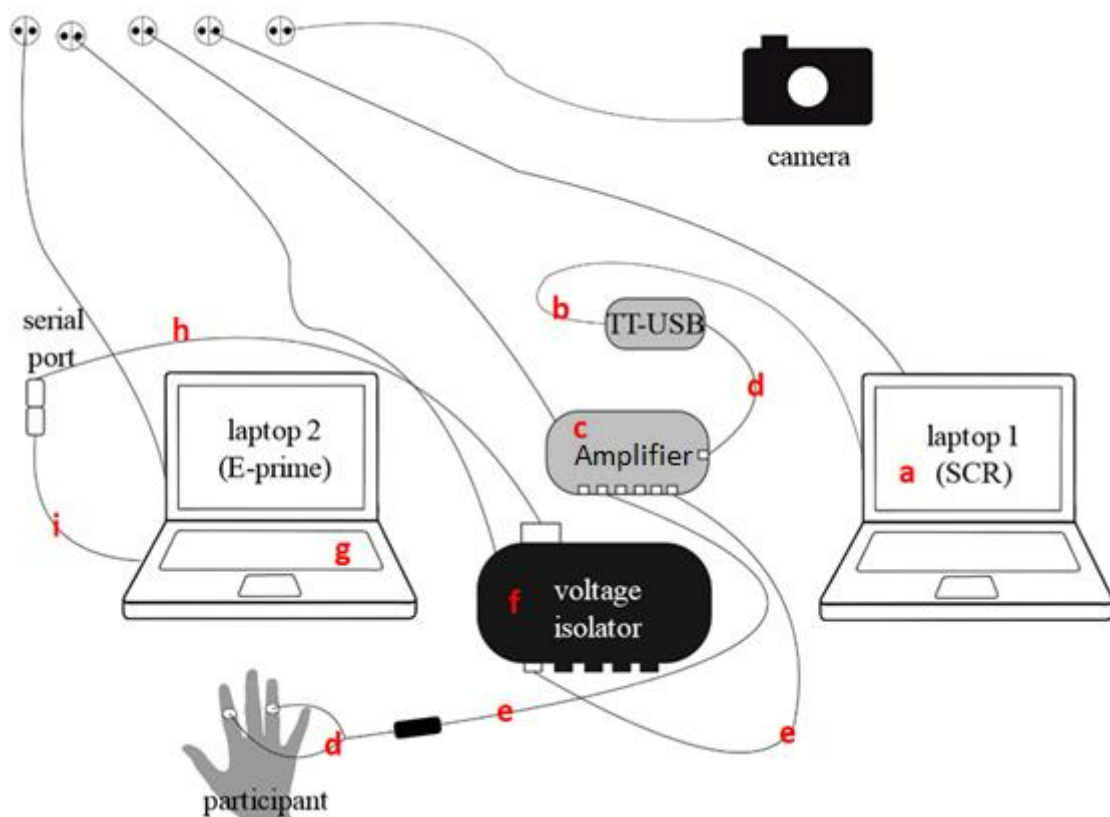 camera
b
TT-USB
serial
port
h
d
c
Amplifier
laptop 2
(E-prime)
laptop 1
a
(SCR)
i
g
f
voltage
isolator
e
e
d
participant